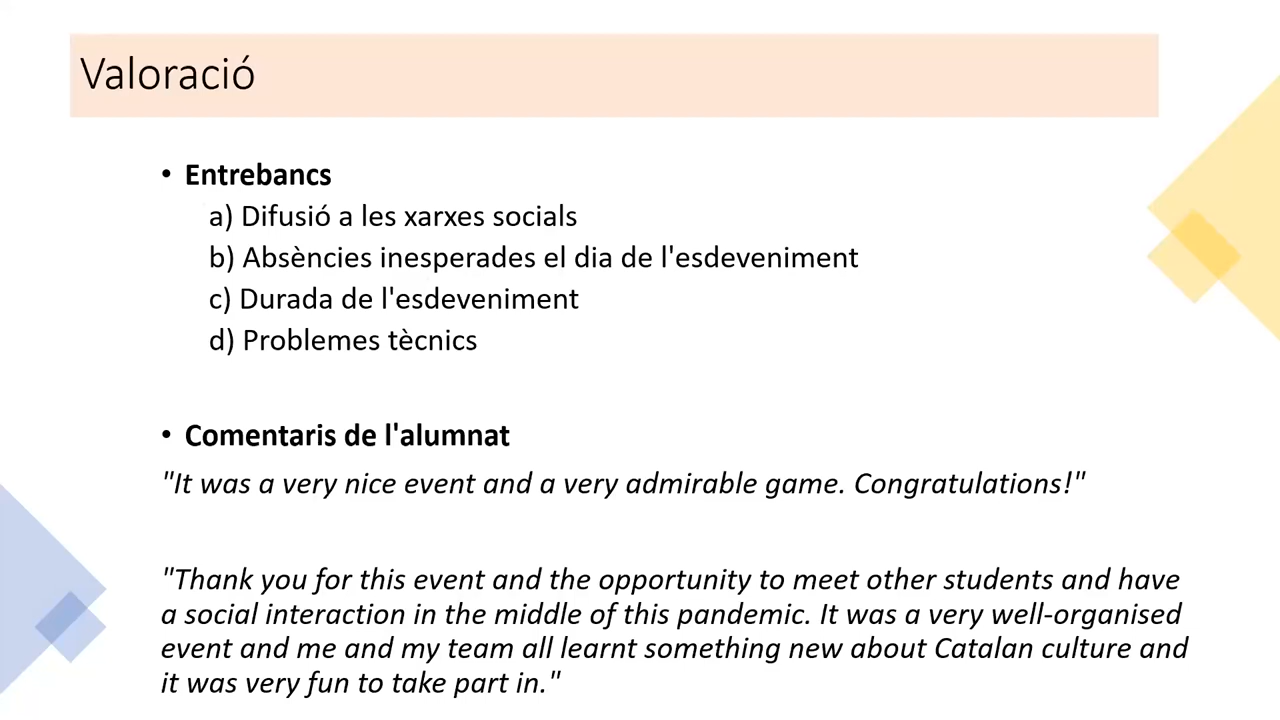 Valoració
• Entrebancs
a) Difusió a les xarxes socials
b) Absències inesperades el dia de l'esdeveniment
c) Durada de l'esdeveniment
d) Problemes tècnics
• Comentaris de l'alumnat
"It was a very nice event and a very admirable game. Congratulations!"
"Thank you for this event and the opportunity to meet other students and have
a social interaction in the middle of this pandemic. It was a very well-organised
event and me and my team all learnt something new about Catalan culture and
it was very fun to take part in."